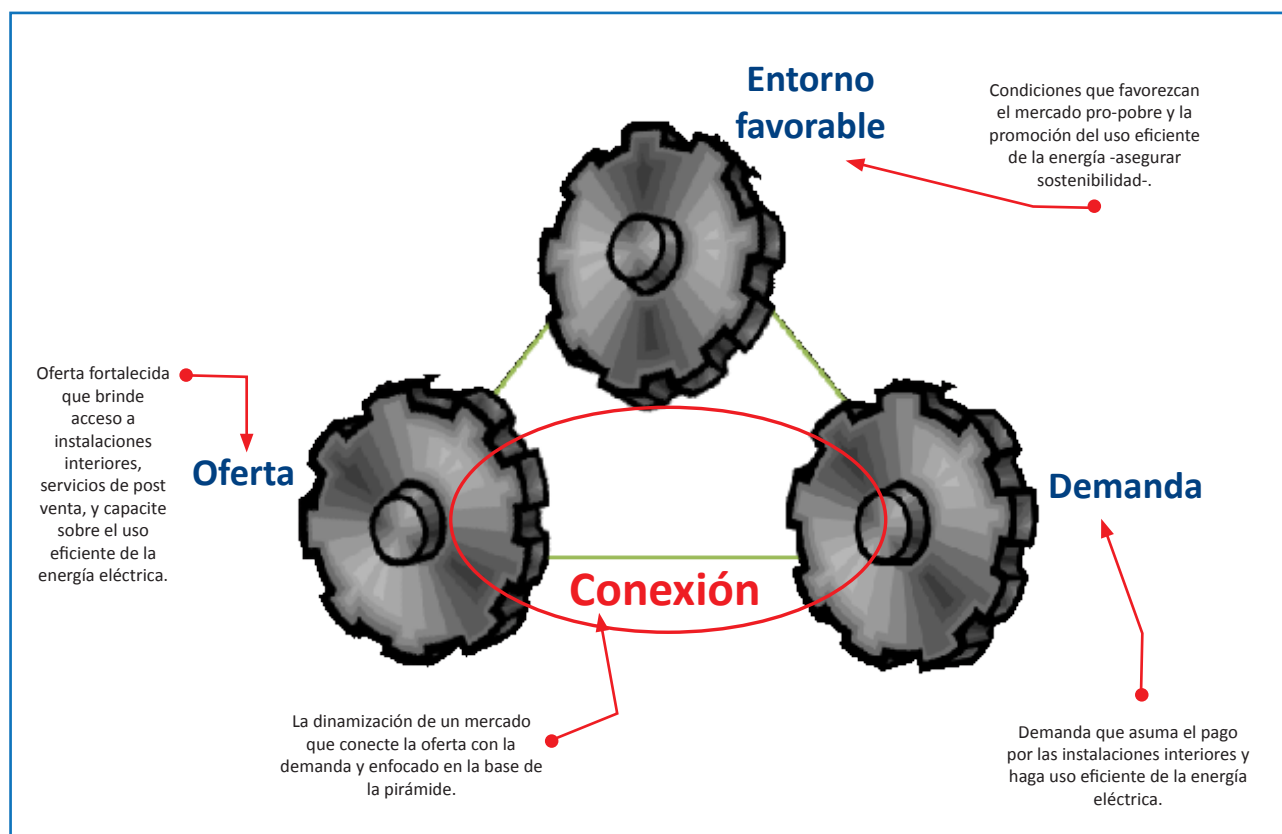 Entorno
favorable
Condiciones que favorezcan
el mercado pro-pobre y la
promoción del uso eficiente
de la energía -asegurar
sostenibilidad-.
Oferta fortalecida
que brinde
acceso a
instalaciones
interiores,
servicios de post
venta, y capacite
sobre el uso
eficiente de la
energía eléctrica.
Oferta
Demanda
Conexión
La dinamización de un mercado
que conecte la oferta con la
demanda y enfocado en la base de
la pirámide.
Demanda que asuma el pago
por las instalaciones interiores y
haga uso eficiente de la energía
eléctrica.